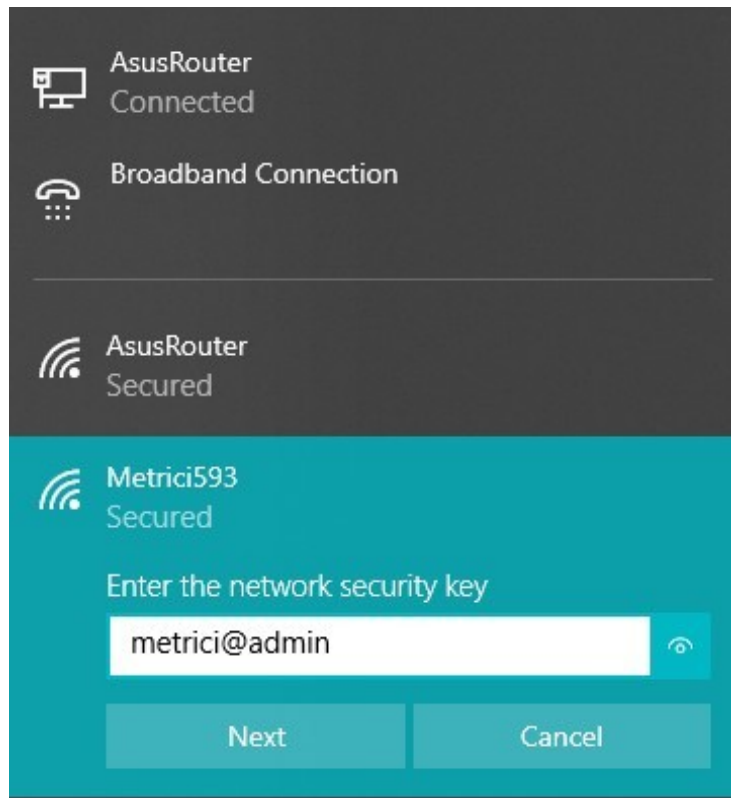 AsusRouter
Connected
Broadband Connection
AsusRouter
Secured
Metrici593
Secured
Enter the network security key
metrici@admin
Next
Cancel